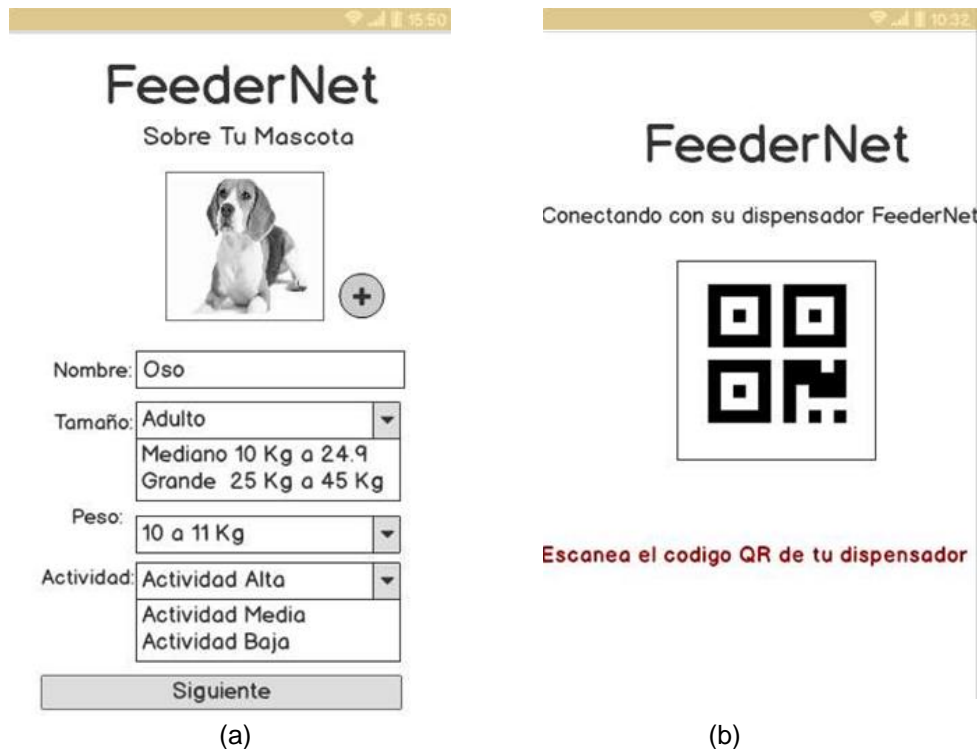 15:50
FeederNet
Sobre Tu Mascota
+
Nombre: Oso
Tamaño: Adulto
Mediano 10 Kg a 24.9
Grande 25 Kg a 45 Kg
Peso: 10 a 11 Kg
Actividad: Actividad Alta
Actividad Media
Actividad Baja
Siguiente
(a)
10:32
FeederNet
Conectando con su dispensador FeederNet
Escanea el codigo QR de tu dispensador
(b)